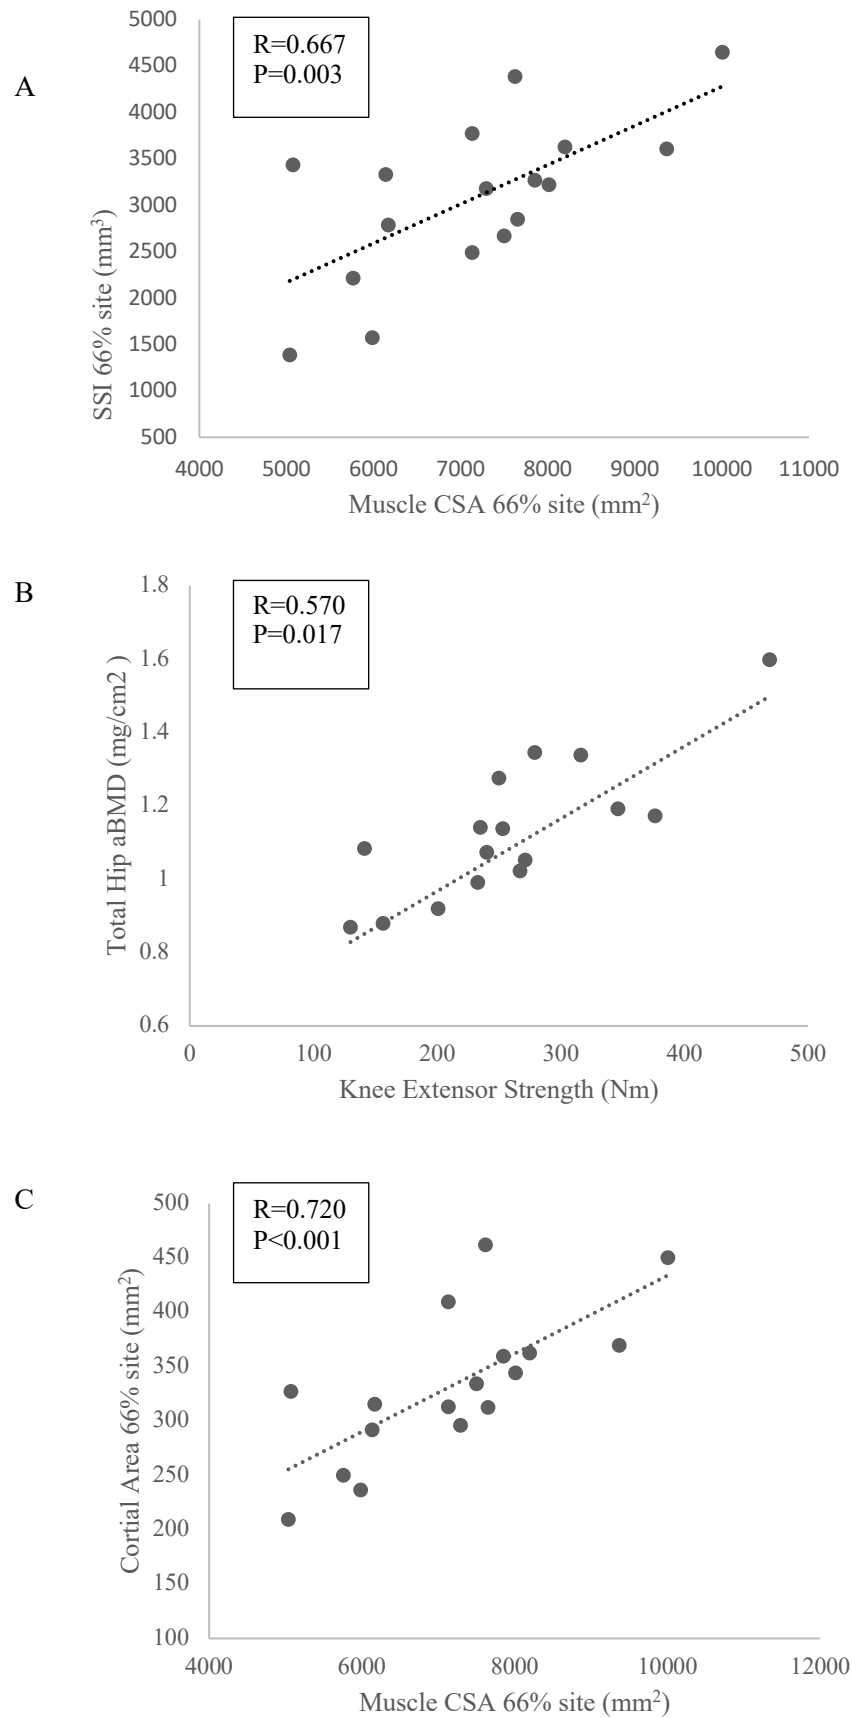 A
R=0.667
P=0.003
SSI 66% site (mm³)
5000
4500
4000
3500
3000
2500
2000
1500
1000
500
4000 5000 6000 7000 8000 9000 10000 11000
Muscle CSA 66% site (mm²)
B
R=0.570
P=0.017
Total Hip aBMD (mg/cm2 )
1.8
1.6
1.4
1.2
1
0.8
0.6
0 100 200 300 400 500
Knee Extensor Strength (Nm)
C
R=0.720
P<0.001
Cortial Area 66% site (mm²)
500
450
400
350
300
250
200
150
100
4000 6000 8000 10000 12000
Muscle CSA 66% site (mm²)